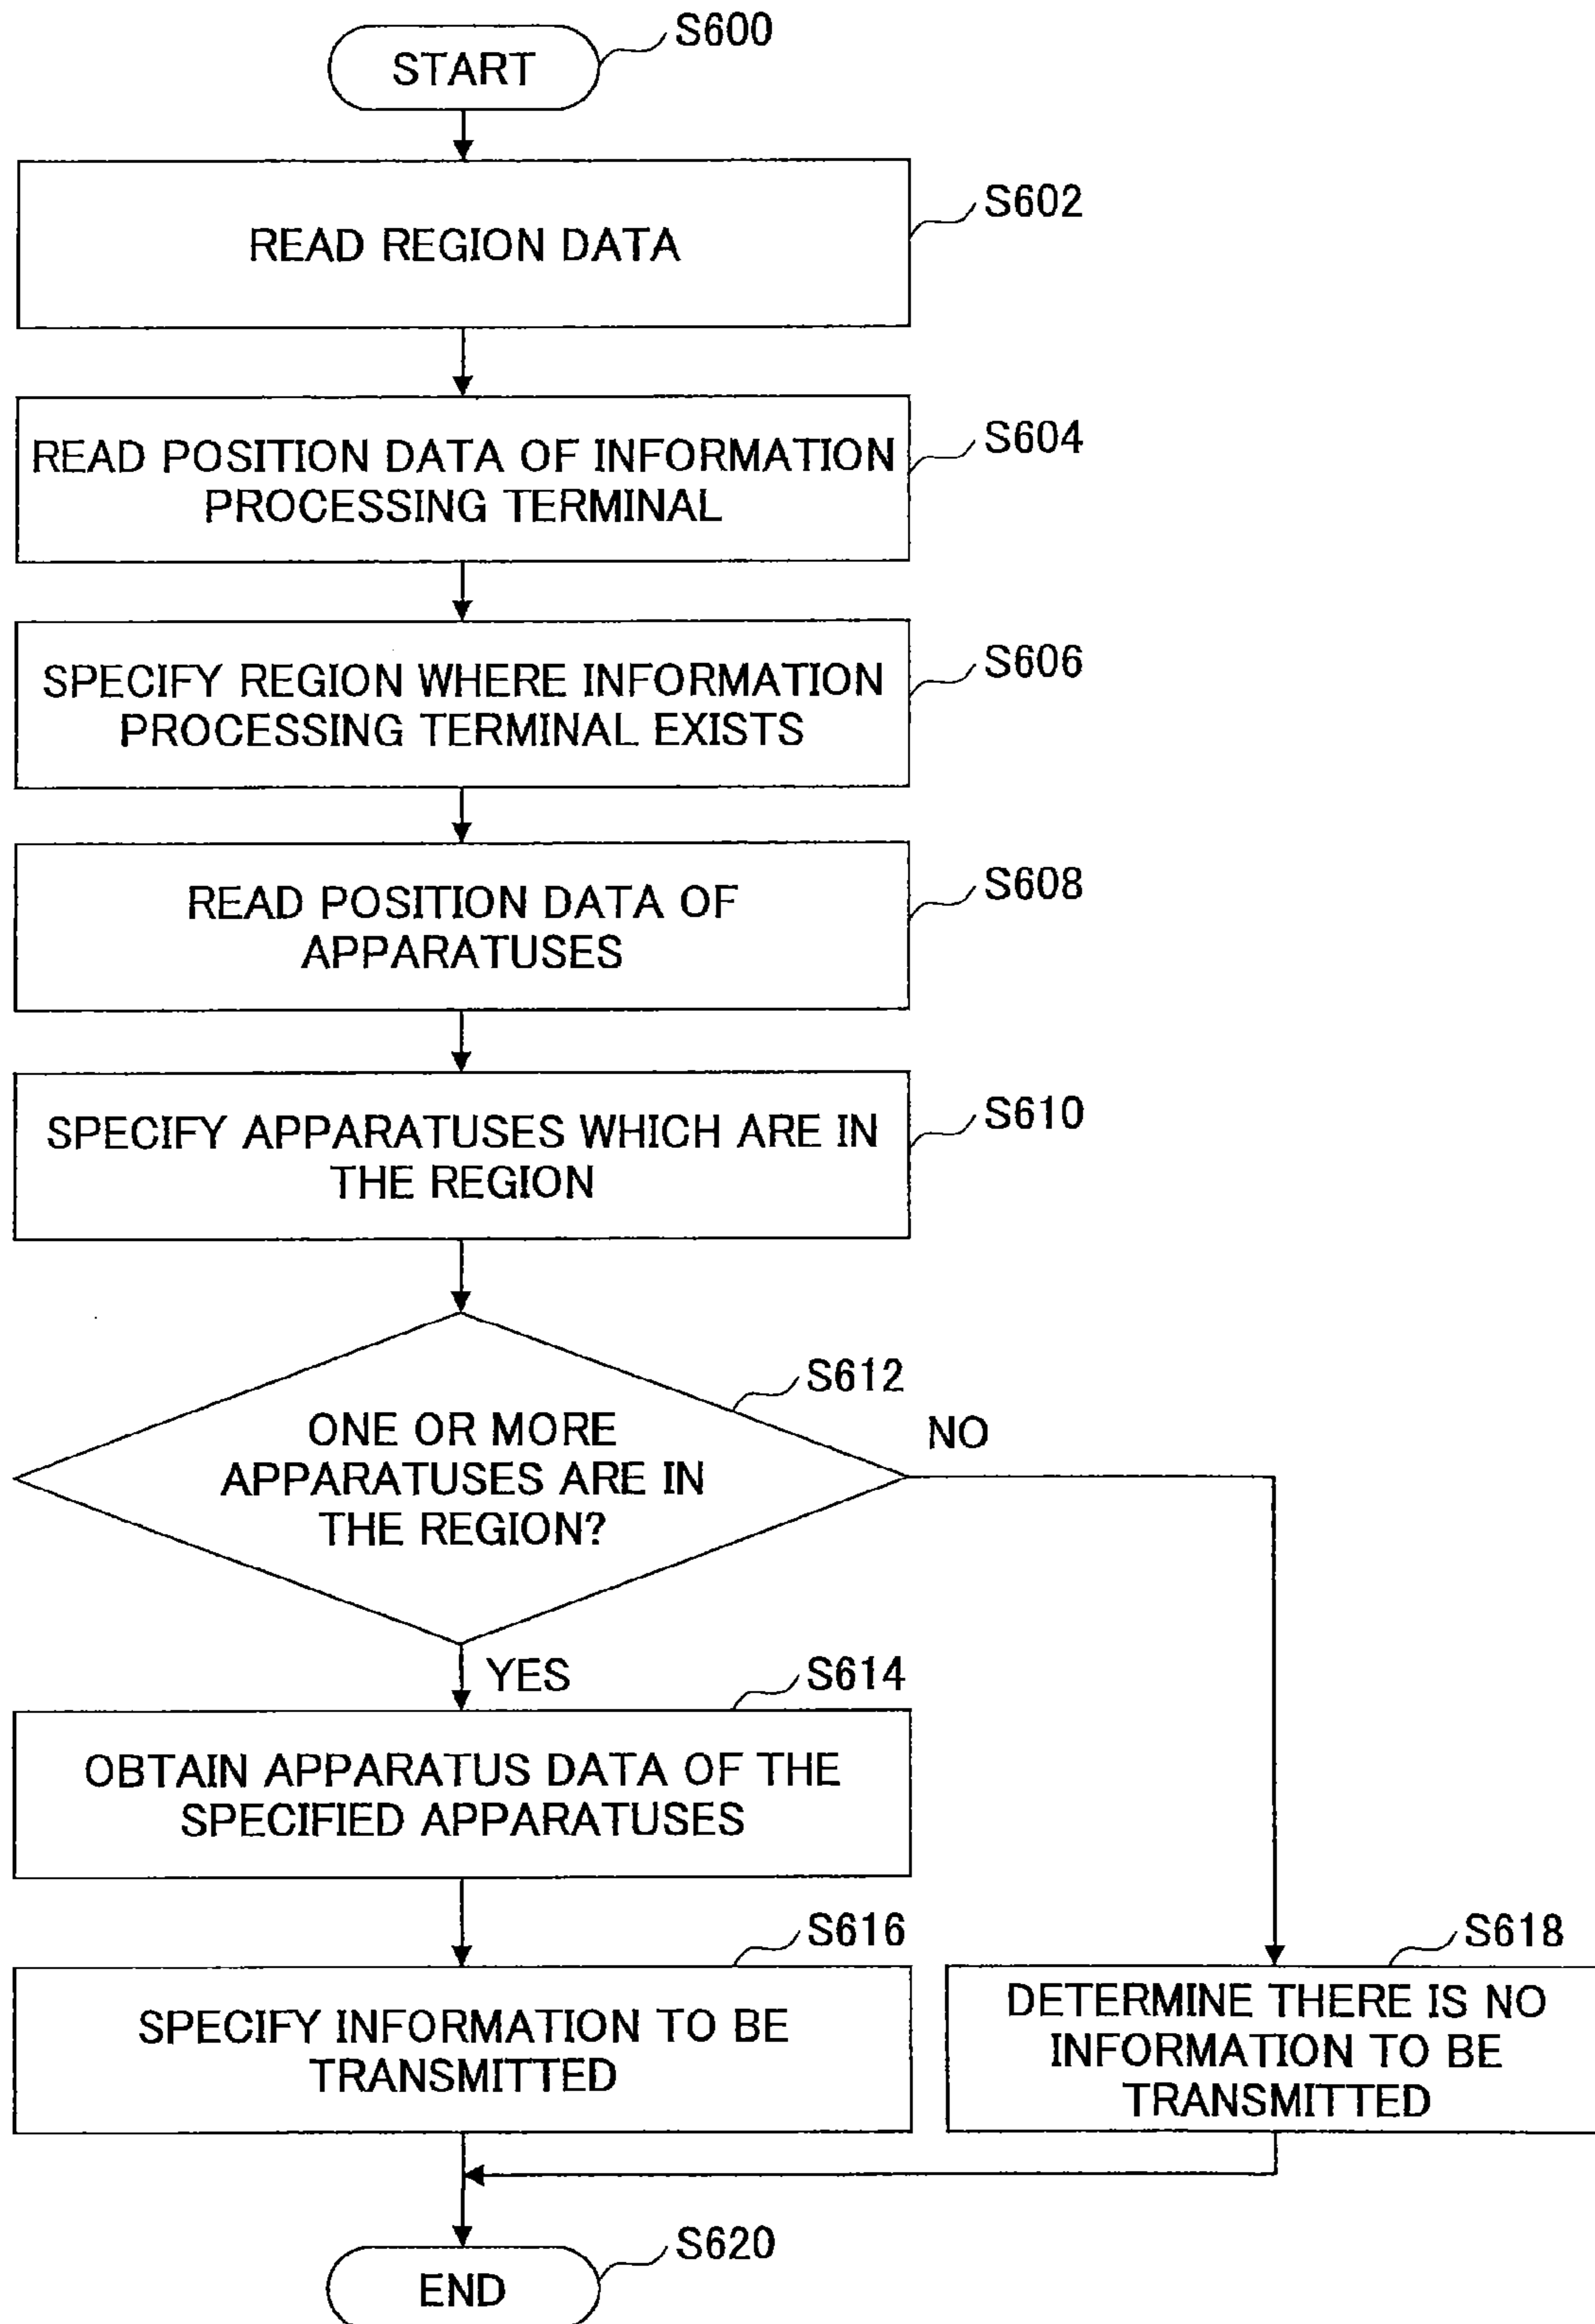 START
S600
READ REGION DATA
S602
READ POSITION DATA OF INFORMATION
PROCESSING TERMINAL
S604
SPECIFY REGION WHERE INFORMATION
PROCESSING TERMINAL EXISTS
S606
READ POSITION DATA OF
APPARATUSES
S608
SPECIFY APPARATUSES WHICH ARE IN
THE REGION
S610
ONE OR MORE
APPARATUSES ARE IN
THE REGION?
S612
NO
YES
S614
OBTAIN APPARATUS DATA OF THE
SPECIFIED APPARATUSES
S616
SPECIFY INFORMATION TO BE
TRANSMITTED
S618
DETERMINE THERE IS NO
INFORMATION TO BE
TRANSMITTED
S620
END